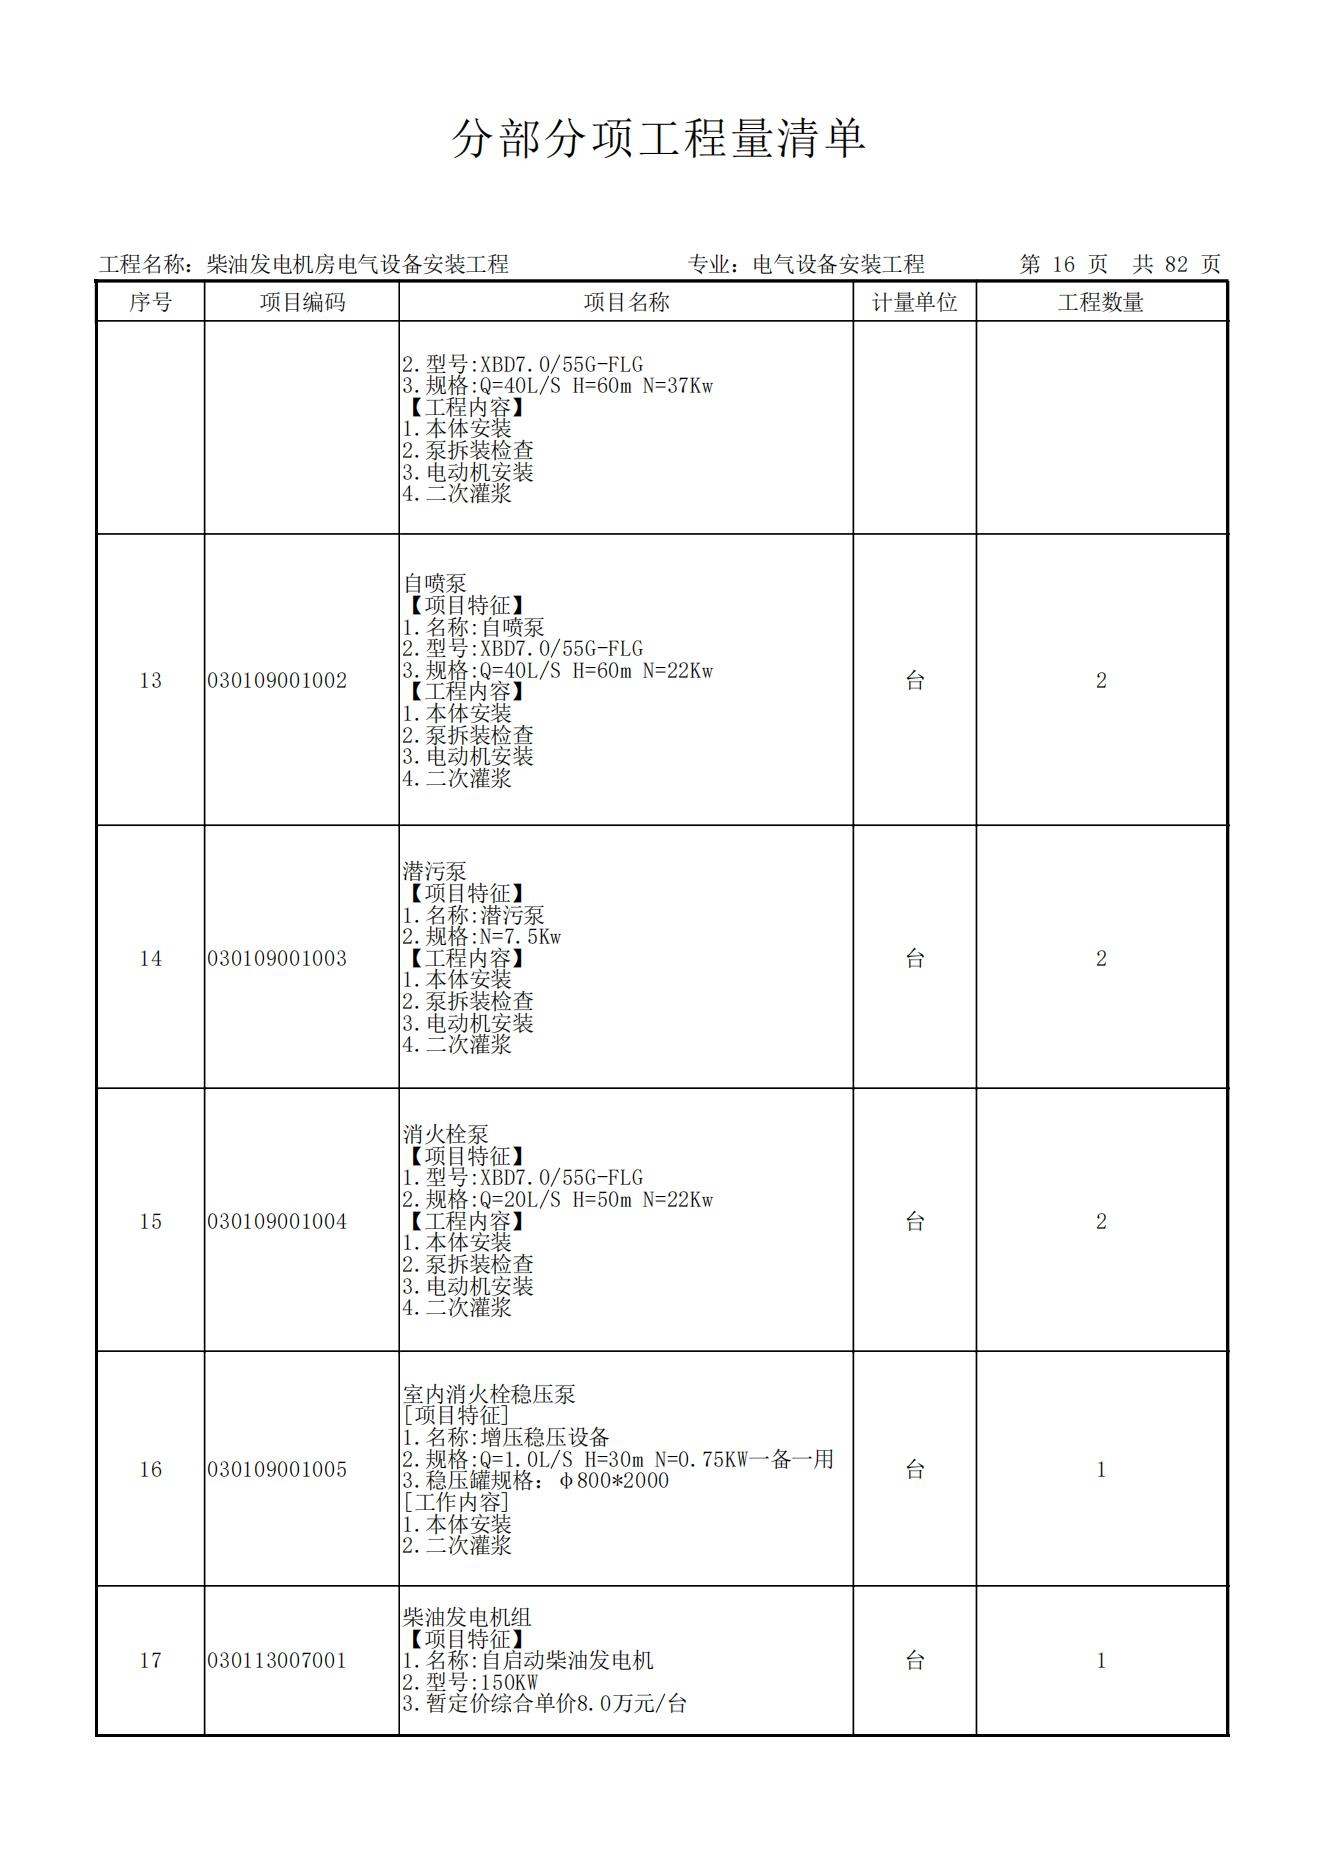 分部分项工程量清单
工程名称：柴油发电机房电气设备安装工程 专业：电气设备安装工程 第 16 页 共 82 页
序号 项目编码 项目名称 计量单位 工程数量
2.型号:XBD7.0/55G-FLG
3.规格:Q=40L/S H=60m N=37Kw
【工程内容】
1.本体安装
2.泵拆装检查
3.电动机安装
4.二次灌浆
自喷泵
【项目特征】
1.名称:自喷泵
2.型号:XBD7.0/55G-FLG
3.规格:Q=40L/S H=60m N=22Kw
13 030109001002 台 2
【工程内容】
1.本体安装
2.泵拆装检查
3.电动机安装
4.二次灌浆
潜污泵
【项目特征】
1.名称:潜污泵
2.规格:N=7.5Kw
14 030109001003 【工程内容】 台 2
1.本体安装
2.泵拆装检查
3.电动机安装
4.二次灌浆
消火栓泵
【项目特征】
1.型号:XBD7.0/55G-FLG
2.规格:Q=20L/S H=50m N=22Kw
15 030109001004 【工程内容】 台 2
1.本体安装
2.泵拆装检查
3.电动机安装
4.二次灌浆
室内消火栓稳压泵
[项目特征]
1.名称:增压稳压设备
2.规格:Q=1.0L/S H=30m N=0.75KW一备一用
16 030109001005 台 1
3.稳压罐规格：φ800*2000
[工作内容]
1.本体安装
2.二次灌浆
柴油发电机组
【项目特征】
17 030113007001 1.名称:自启动柴油发电机 台 1
2.型号:150KW
3.暂定价综合单价8.0万元/台